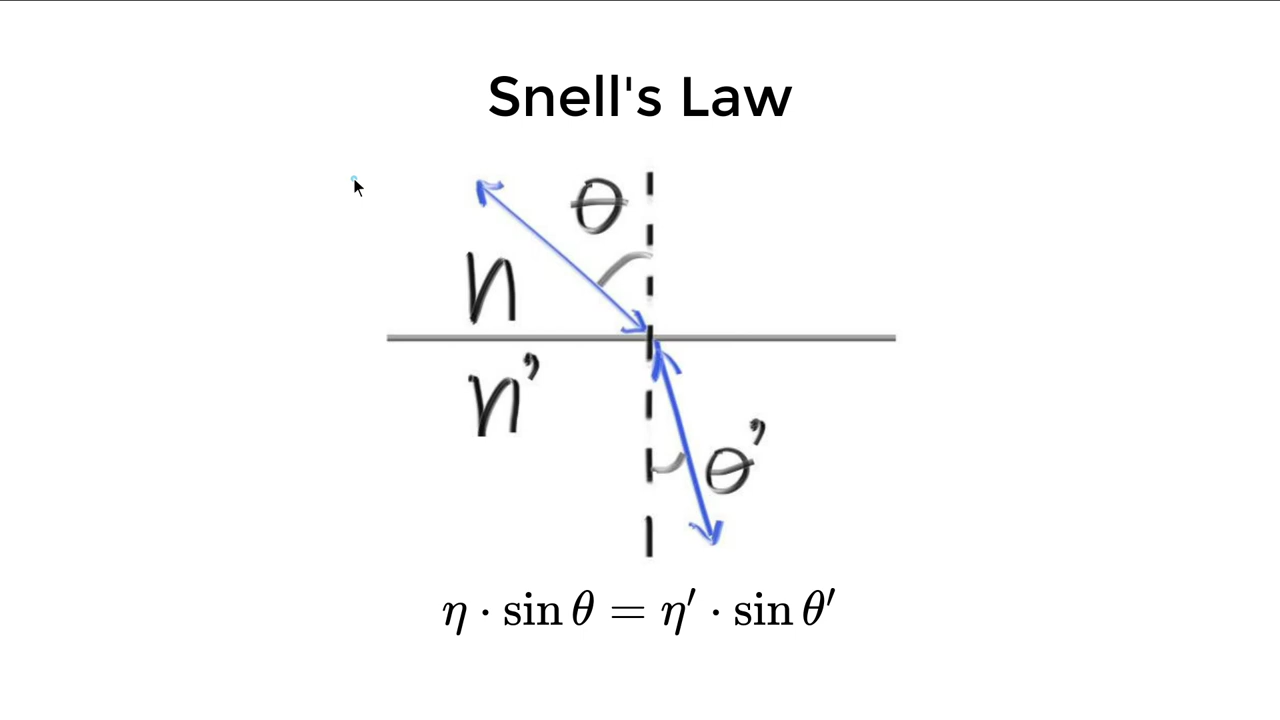 Snell's Law
θ
n
n’
θ’
η · sin θ = η′ · sin θ′